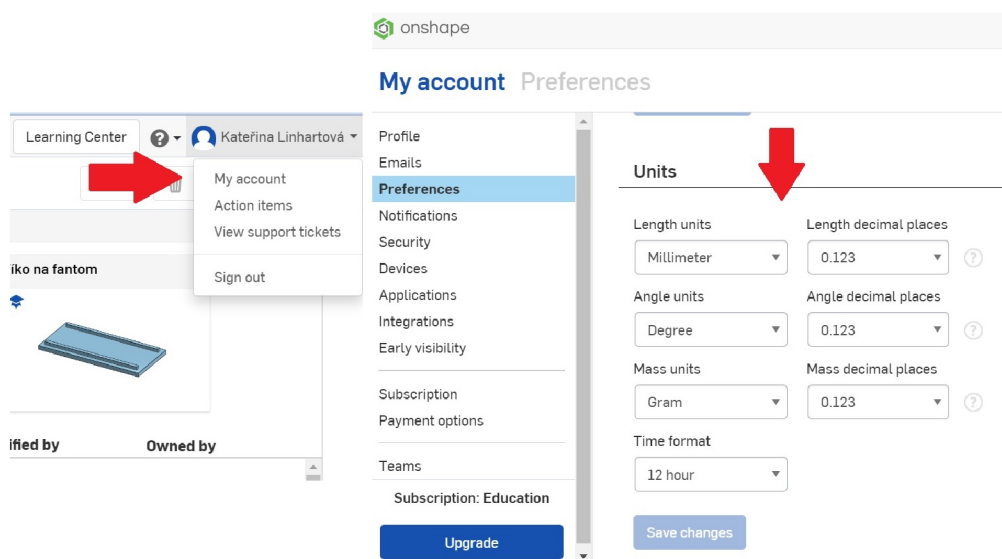 Learning Center
Kateřina Linhartová
My account
Action items
View support tickets
Sign out
íko na fantom
ified by Owned by
onshape
My account Preferences
Profile
Emails
Preferences
Notifications
Security
Devices
Applications
Integrations
Early visibility
Subscription
Payment options
Teams
Subscription: Education
Upgrade
Units
Length units Length decimal places
Millimeter 0.123
Angle units Angle decimal places
Degree 0.123
Mass units Mass decimal places
Gram 0.123
Time format
12 hour
Save changes